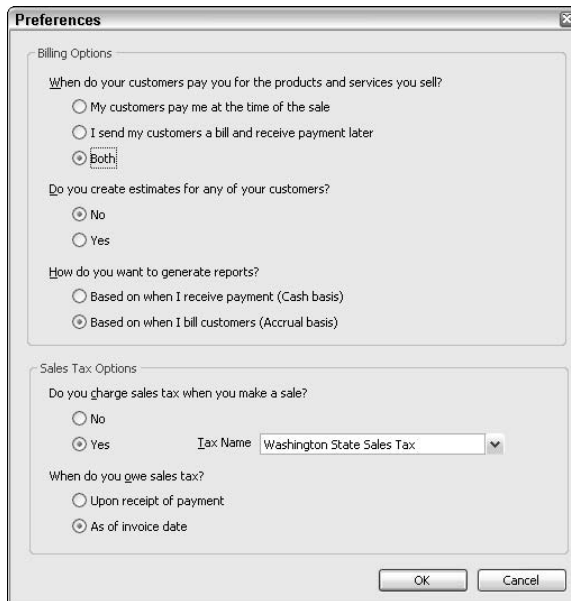 Preferences
Billing Options
When do your customers pay you for the products and services you sell?
My customers pay me at the time of the sale
I send my customers a bill and receive payment later
Both
Do you create estimates for any of your customers?
No
Yes
How do you want to generate reports?
Based on when I receive payment (Cash basis)
Based on when I bill customers (Accrual basis)
Sales Tax Options
Do you charge sales tax when you make a sale?
No
Yes Tax Name Washington State Sales Tax
When do you owe sales tax?
Upon receipt of payment
As of invoice date
OK Cancel